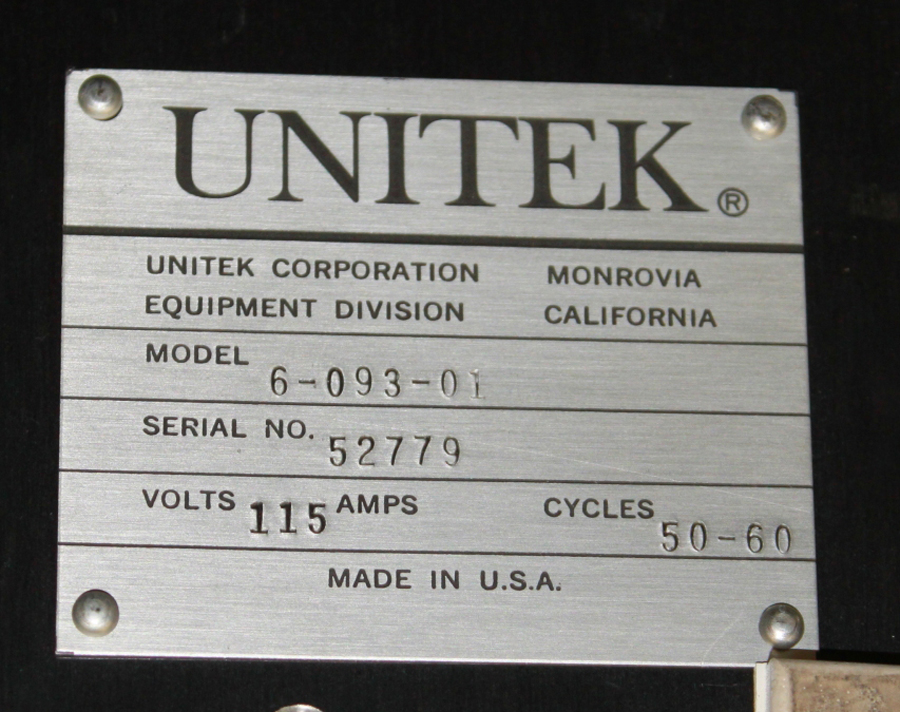 UNITEK®
UNITEK CORPORATION MONROVIA
EQUIPMENT DIVISION CALIFORNIA
MODEL 6-093-01
SERIAL NO. 52779
VOLTS 115 AMPS CYCLES 50-60
MADE IN U.S.A.